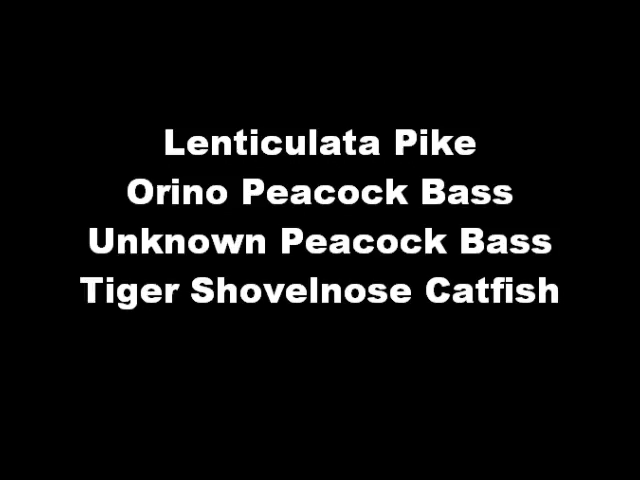 Lenticulata Pike
Orino Peacock Bass
Unknown Peacock Bass
Tiger Shovelnose Catfish